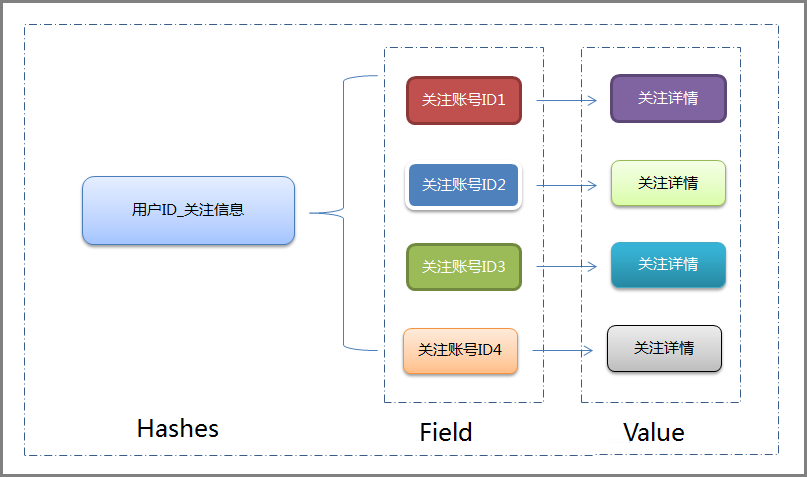 用户ID_关注信息
关注账号ID1
关注详情
关注账号ID2
关注详情
关注账号ID3
关注详情
关注账号ID4
关注详情
Hashes
Field
Value